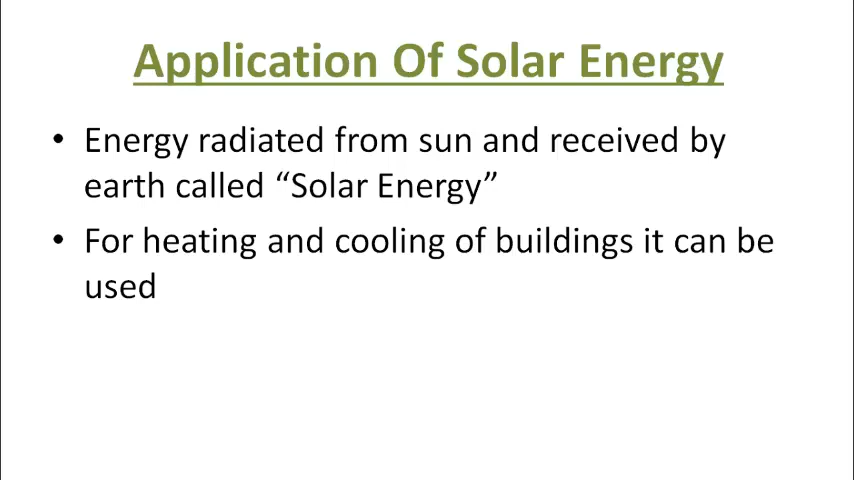 Application Of Solar Energy
• Energy radiated from sun and received by
earth called “Solar Energy”
• For heating and cooling of buildings it can be
used